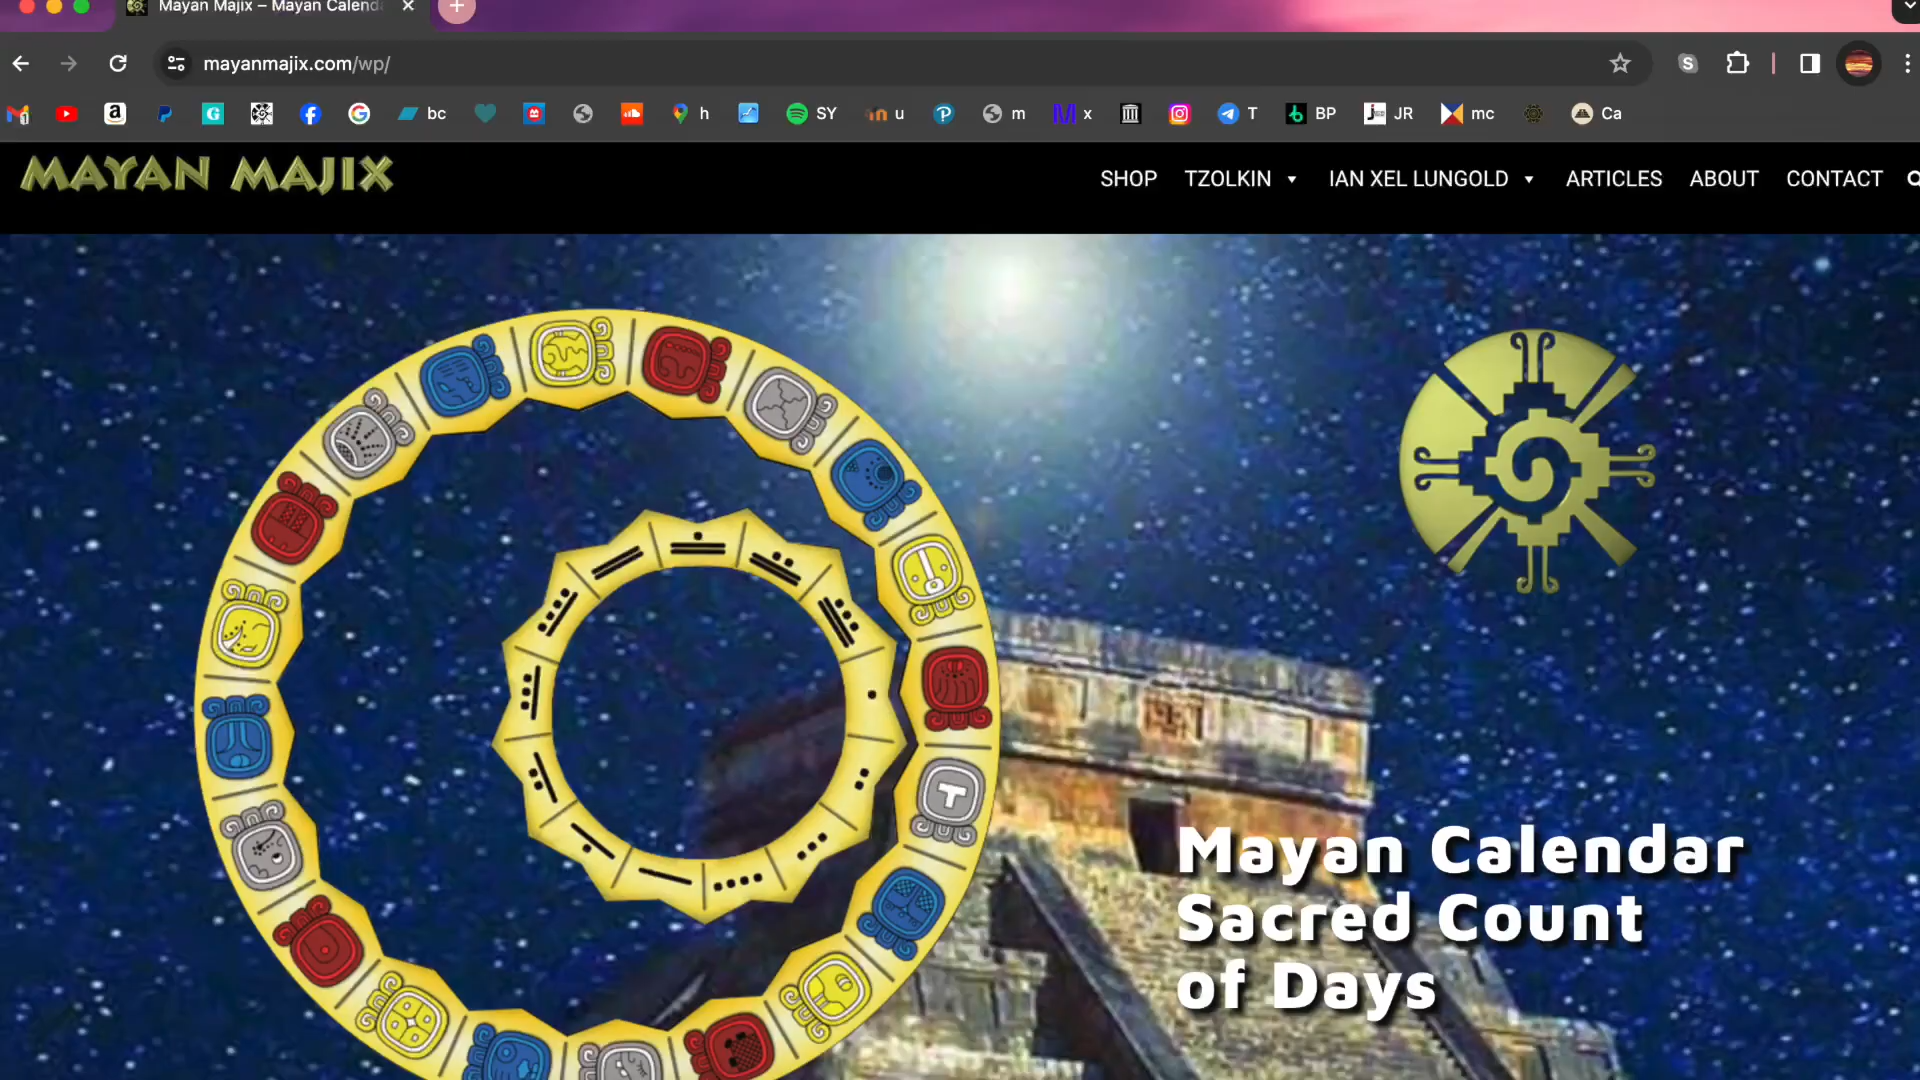 Mayan Majix – Mayan Calend
mayanmajix.com/wp/
bc
h
SY
u
m
x
T
BP
JR
mc
Ca
MAYAN MAJIX
SHOP
TZOLKIN
IAN XEL LUNGOLD
ARTICLES
ABOUT
CONTACT
Mayan Calendar
Sacred Count
of Days